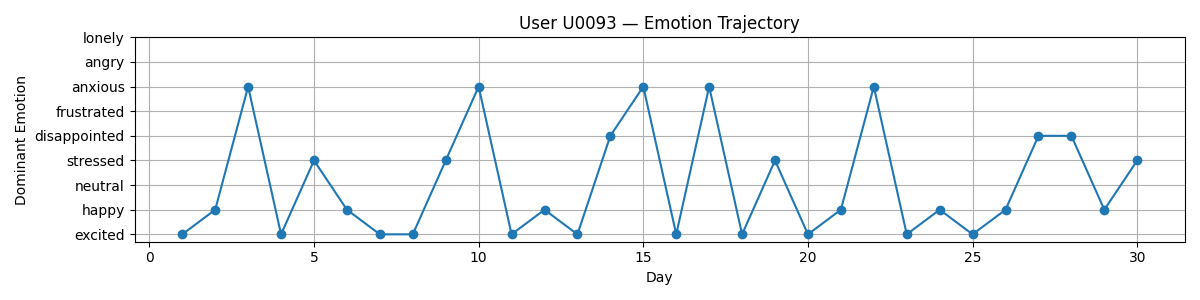 User U0093 — Emotion Trajectory
Dominant Emotion
lonely
angry
anxious
frustrated
disappointed
stressed
neutral
happy
excited
0 5 10 15 20 25 30
Day